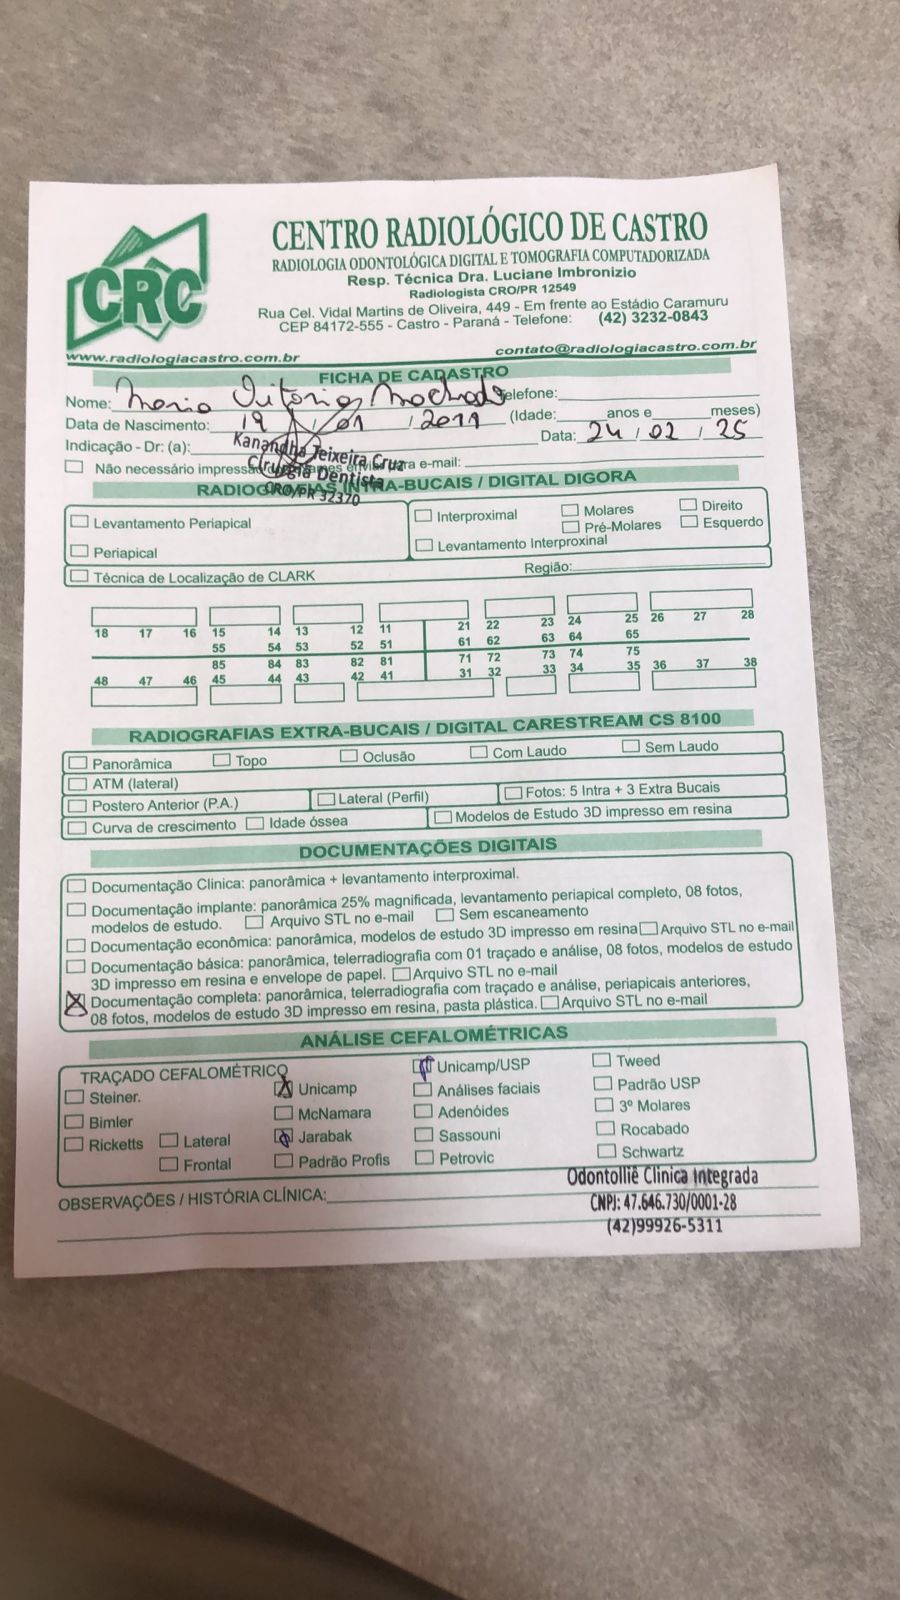 CRC
CENTRO RADIOLÓGICO DE CASTRO
RADIOLOGIA ODONTOLÓGICA DIGITAL E TOMOGRAFIA COMPUTADORIZADA
Resp. Técnica Dra. Luciane Imbronizio
Radiologista CRO/PR 12549
Rua Cel. Vidal Martins de Oliveira, 449 - Em frente ao Estádio Caramuru
CEP 84172-555 - Castro - Paraná - Telefone: (42) 3232-0843
www.radiologiacastro.com.br contato@radiologiacastro.com.br
FICHA DE CADASTRO
Nome: Maria Vitoria Machado Telefone:
Data de Nascimento: 19 / 01 / 2011 (Idade: anos e meses)
Indicação - Dr: (a): Kanandha Teixeira Cruz Data: 24 / 02 / 25
Cirurgiã Dentista
CRO/PR 32370
Não necessário para e-mail:
RADIOGRAFIAS INTRA-BUCAIS / DIGITAL DIGORA
Levantamento Periapical
Periapical
Interproximal Molares Direito
Pré-Molares Esquerdo
Levantamento Interproxinal
Técnica de Localização de CLARK Região:
18 17 16 15 14 13 12 11 21 22 23 24 25 26 27 28
55 54 53 52 51 61 62 63 64 65
85 84 83 82 81 71 72 73 74 75
48 47 46 45 44 43 42 41 31 32 33 34 35 36 37 38
RADIOGRAFIAS EXTRA-BUCAIS / DIGITAL CARESTREAM CS 8100
Panorâmica Topo Oclusão Com Laudo Sem Laudo
ATM (lateral)
Postero Anterior (P.A.) Lateral (Perfil) Fotos: 5 Intra + 3 Extra Bucais
Curva de crescimento Idade óssea Modelos de Estudo 3D impresso em resina
DOCUMENTAÇÕES DIGITAIS
Documentação Clinica: panorâmica + levantamento interproximal.
Documentação implante: panorâmica 25% magnificada, levantamento periapical completo, 08 fotos,
modelos de estudo. Arquivo STL no e-mail Sem escaneamento
Documentação econômica: panorâmica, modelos de estudo 3D impresso em resina Arquivo STL no e-mail
Documentação básica: panorâmica, telerradiografia com 01 traçado e análise, 08 fotos, modelos de estudo
3D impresso em resina e envelope de papel. Arquivo STL no e-mail
X Documentação completa: panorâmica, telerradiografia com traçado e análise, periapicais anteriores,
08 fotos, modelos de estudo 3D impresso em resina, pasta plástica. Arquivo STL no e-mail
ANÁLISE CEFALOMÉTRICAS
TRAÇADO CEFALOMÉTRICO
Steiner.
Bimler
Ricketts Lateral
Frontal
X Unicamp
McNamara
Jarabak
Padrão Profis
Unicamp/USP
Análises faciais
Adenóides
Sassouni
Petrovic
Tweed
Padrão USP
3º Molares
Rocabado
Schwartz
OBSERVAÇÕES / HISTÓRIA CLÍNICA:
Odontolliê Clinica Integrada
CNPJ: 47.646.730/0001-28
(42)99926-5311